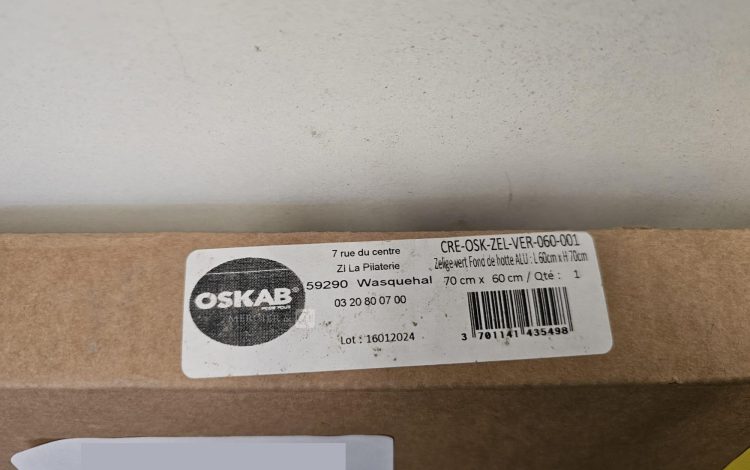 OSKAB®
POUR VOUS
7 rue du centre
ZI La Pilaterie
59290 Wasquehal
03 20 80 07 00
Lot : 16012024
CRE-OSK-ZEL-VER-060-001
Zelige vert Fond de hotte ALU : L 60cm x H 70cm
70 cm x 60 cm / Qté : 1
3 701141 435498